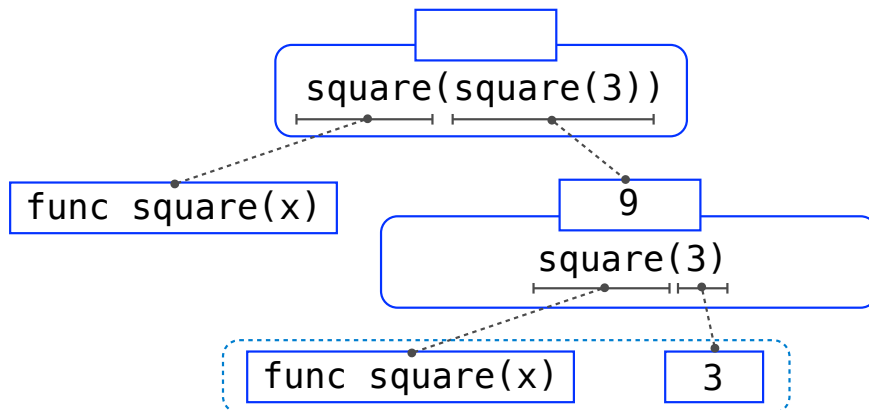 square(square(3))
func square(x)
9
square(3)
func square(x)
3